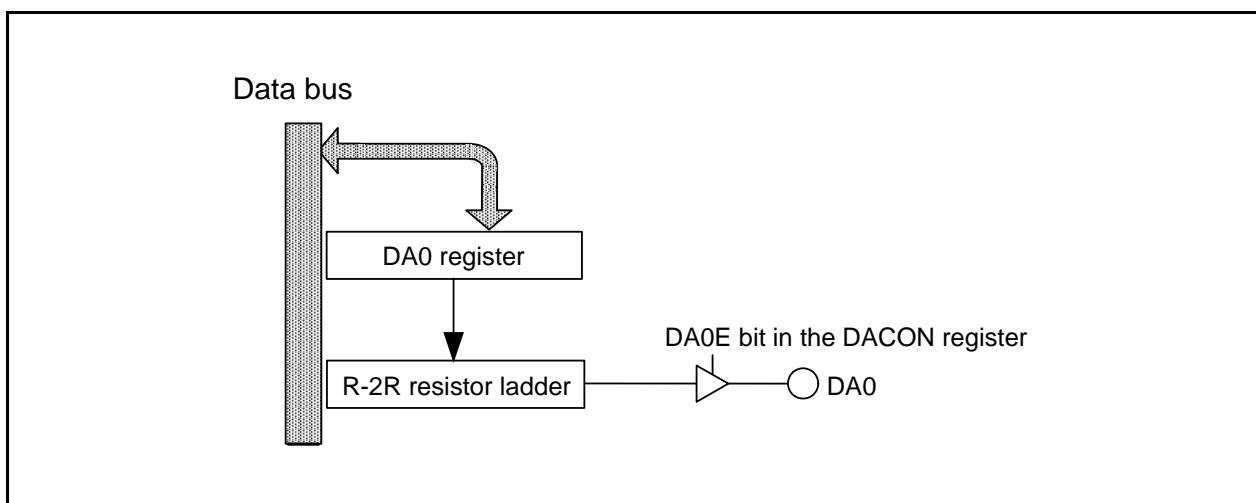 Data bus
DA0 register
DA0E bit in the DACON register
R-2R resistor ladder
DA0